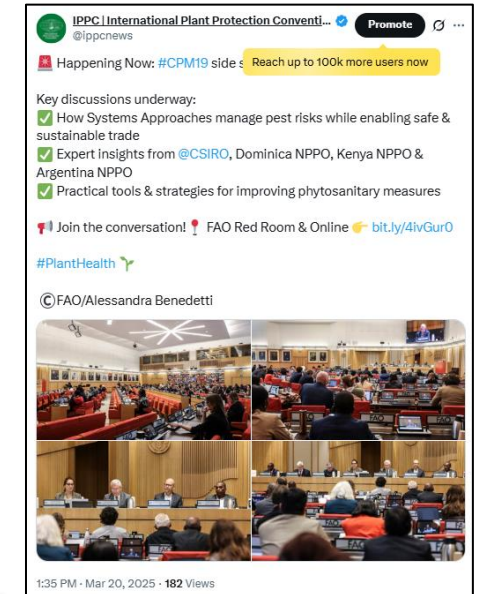 IPPC | International Plant Protection Conventi...
@ippcnews
Promote
Reach up to 100k more users now
🚨 Happening Now: #CPM19 side
Key discussions underway:
✅ How Systems Approaches manage pest risks while enabling safe &
sustainable trade
✅ Expert insights from @CSIRO, Dominica NPPO, Kenya NPPO &
Argentina NPPO
✅ Practical tools & strategies for improving phytosanitary measures
📢 Join the conversation! 📍 FAO Red Room & Online 👉 bit.ly/4ivGur0
#PlantHealth 🌱
©FAO/Alessandra Benedetti
1:35 PM · Mar 20, 2025 · 182 Views